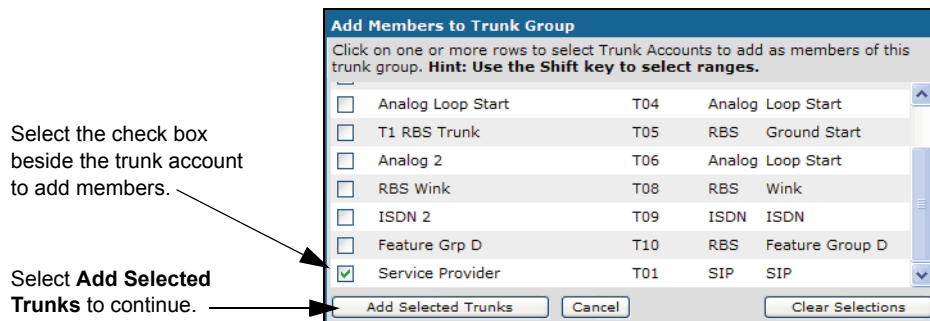 Add Members to Trunk Group
Click on one or more rows to select Trunk Accounts to add as members of this
trunk group. Hint: Use the Shift key to select ranges.
Analog Loop Start T04 Analog Loop Start
T1 RBS Trunk T05 RBS Ground Start
Analog 2 T06 Analog Loop Start
RBS Wink T08 RBS Wink
ISDN 2 T09 ISDN ISDN
Feature Grp D T10 RBS Feature Group D
Service Provider T01 SIP SIP
Add Selected Trunks Cancel Clear Selections
Select the check box
beside the trunk account
to add members.
Select Add Selected
Trunks to continue.